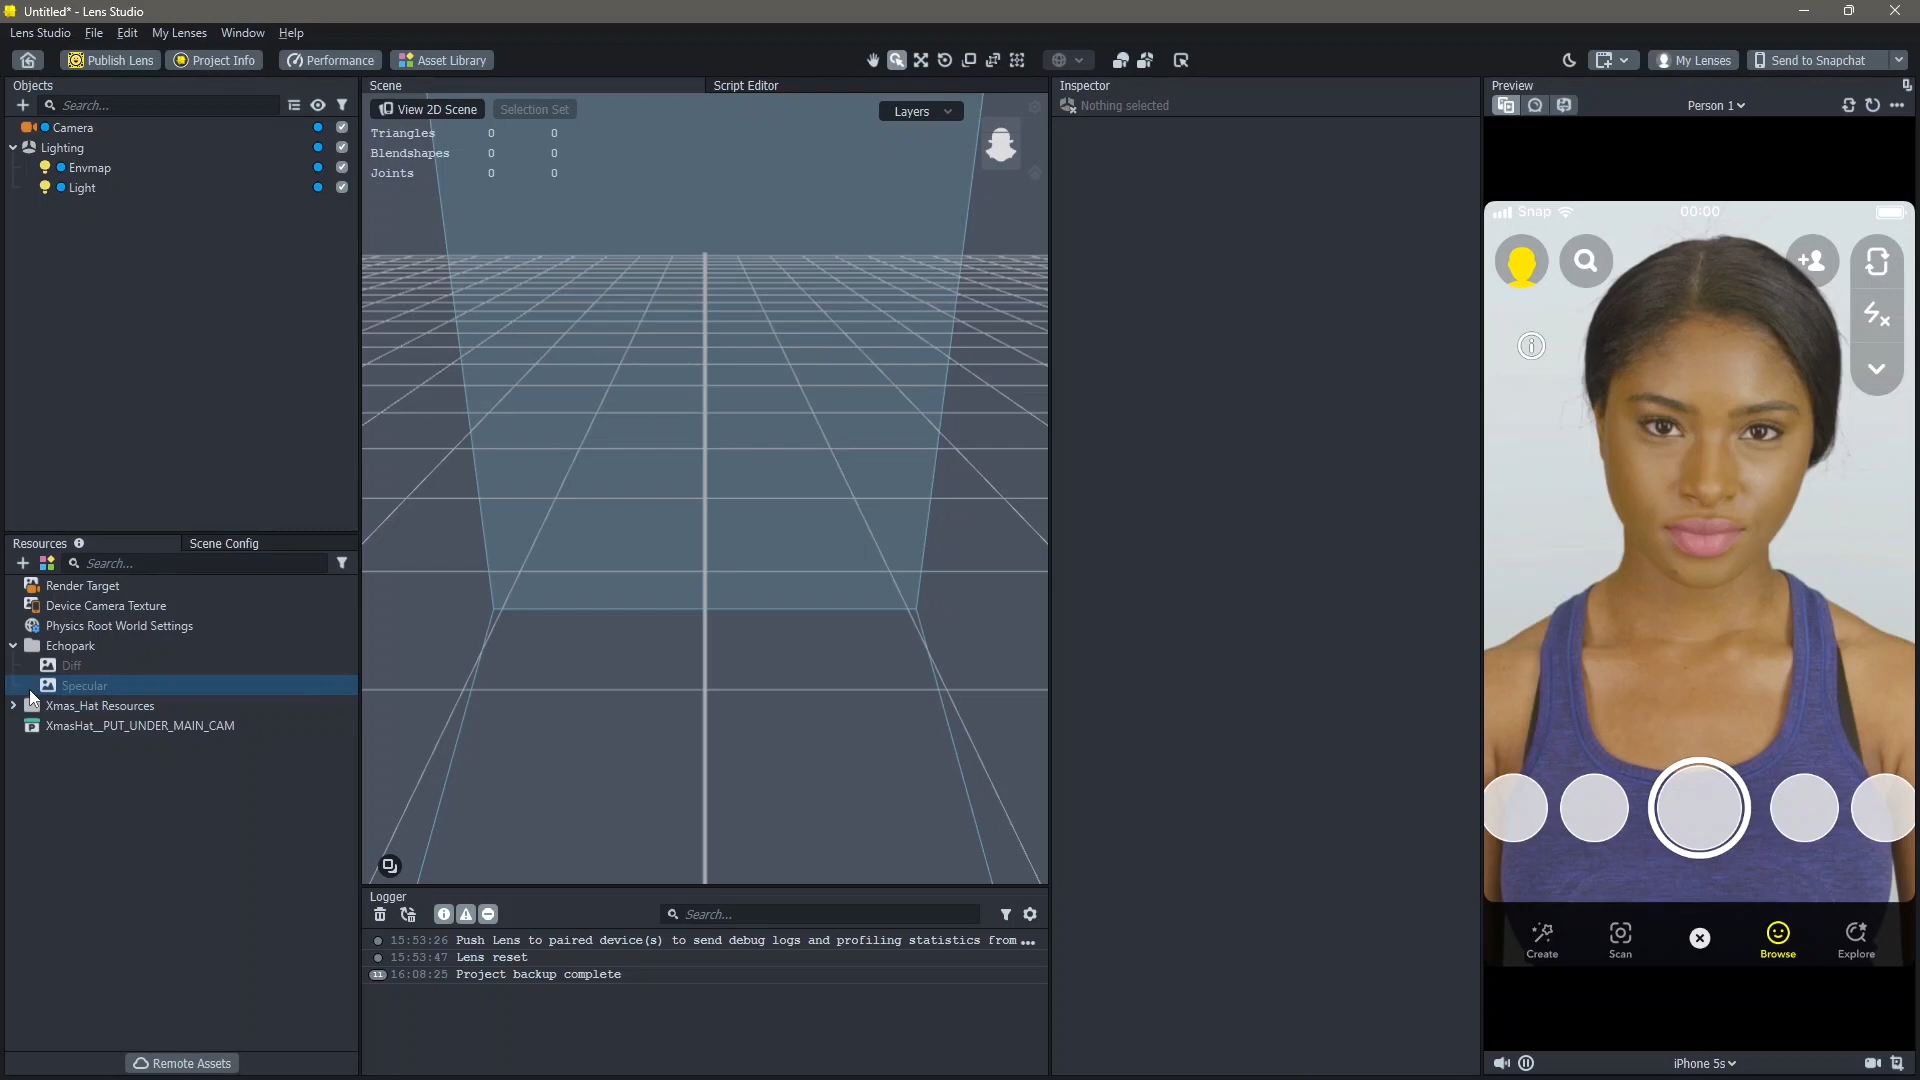 Untitled* - Lens Studio
Lens Studio File Edit My Lenses Window Help
Publish Lens Project Info Performance Asset Library My Lenses Send to Snapchat
Objects
Search...
Camera
Lighting
Envmap
Light
Resources Scene Config
Search...
Render Target
Device Camera Texture
Physics Root World Settings
Echopark
Diff
Specular
Xmas_Hat Resources
XmasHat__PUT_UNDER_MAIN_CAM
Remote Assets
Scene Script Editor
View 2D Scene Selection Set Layers
Triangles 0 0
Blendshapes 0 0
Joints 0 0
Logger
Search...
15:53:26 Push Lens to paired device(s) to send debug logs and profiling statistics from
15:53:47 Lens reset
11 16:08:25 Project backup complete
Inspector
Nothing selected
Preview
Person 1
Snap 00:00
Create Scan Browse Explore
iPhone 5s